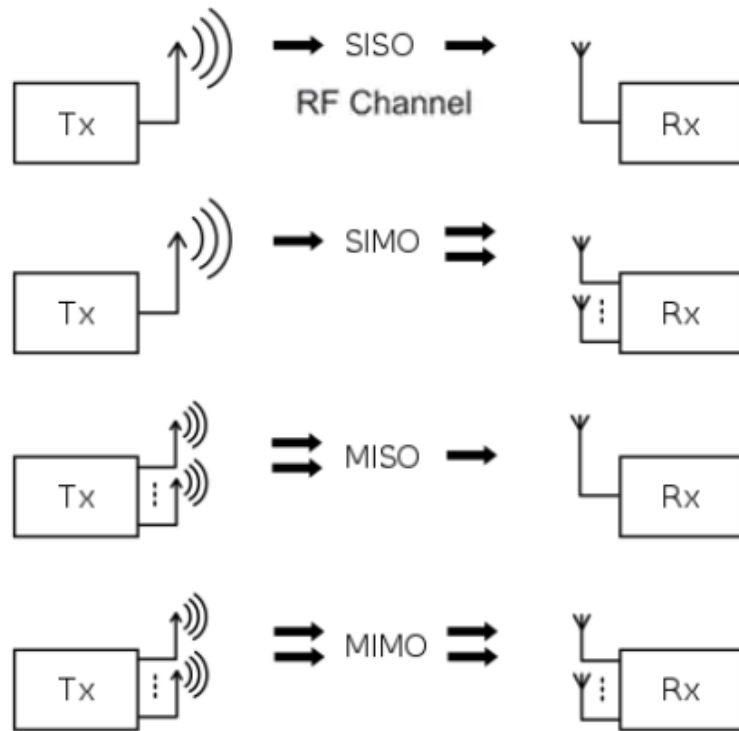 Tx SISO Rx
RF Channel
Tx SIMO Rx
Tx MISO Rx
Tx MIMO Rx